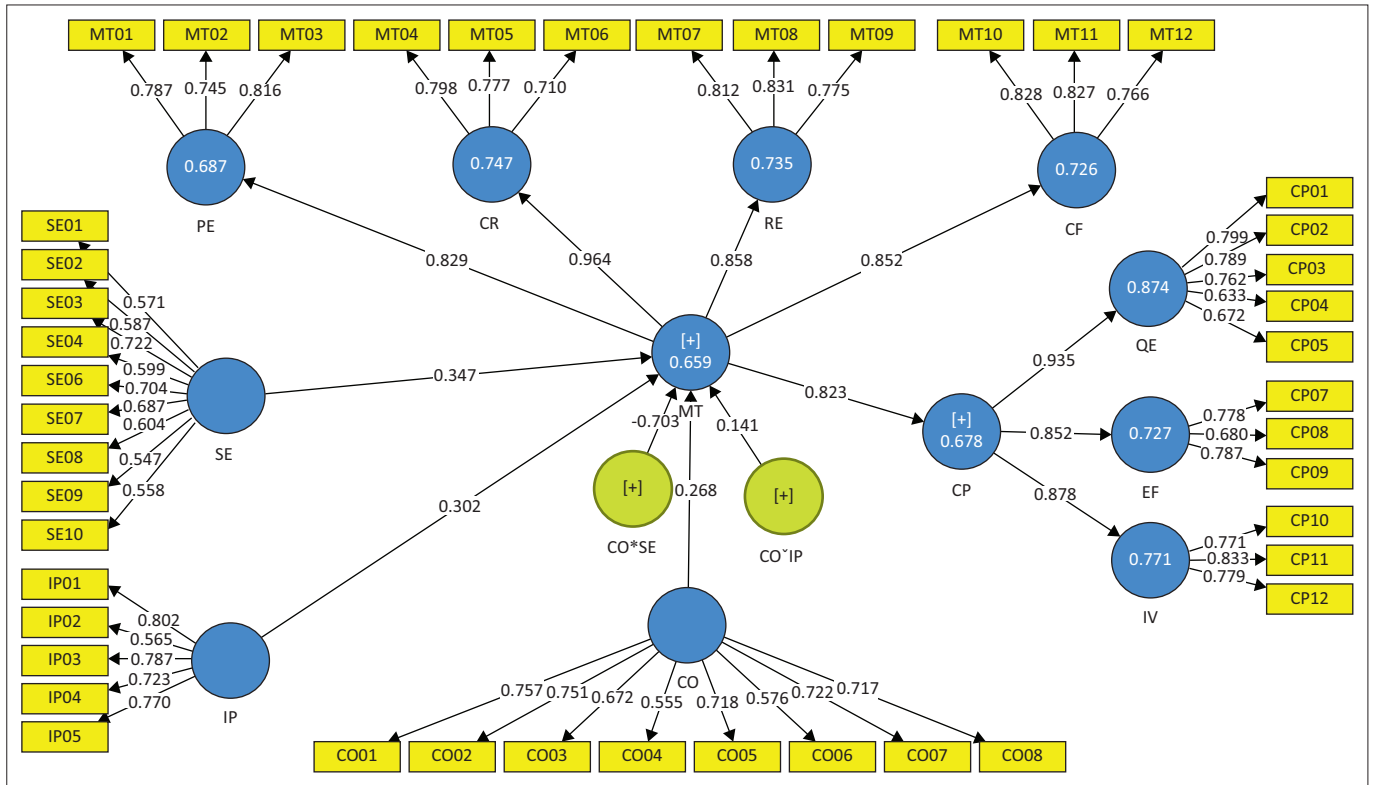 MT01 MT02 MT03 MT04 MT05 MT06 MT07 MT08 MT09 MT10 MT11 MT12
0.787 0.745 0.816 0.798 0.777 0.710 0.812 0.831 0.775 0.828 0.827 0.766
0.687 0.747 0.735 0.726
PE CR RE CF
0.829 0.964 0.858 0.852
SE01
SE02
SE03
SE04
SE06
SE07
SE08
SE09
SE10
0.571
0.587
0.722
0.599
0.704
0.687
0.604
0.547
0.558
SE
0.347
[+]
0.659
MT
0.823
-0.703
0.141
0.302
0.268
[+]
CO*SE
[+]
COˇIP
[+]
0.678
CP
0.935
0.852
0.878
0.874
QE
0.727
EF
0.771
IV
0.799
0.789
0.762
0.633
0.672
CP01
CP02
CP03
CP04
CP05
0.778
0.680
0.787
CP07
CP08
CP09
0.771
0.833
0.779
CP10
CP11
CP12
IP01
IP02
IP03
IP04
IP05
0.802
0.565
0.787
0.723
0.770
IP
CO
0.757 0.751 0.672 0.555 0.718 0.576 0.722 0.717
CO01 CO02 CO03 CO04 CO05 CO06 CO07 CO08